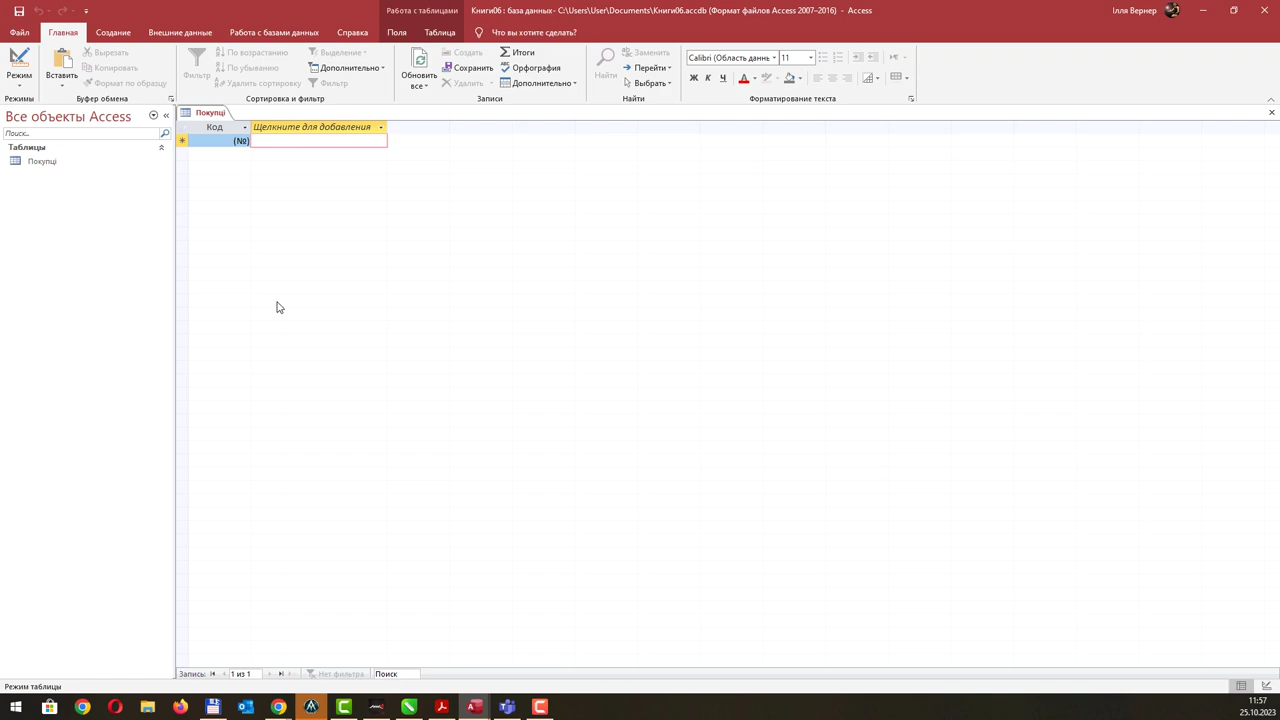 Работа с таблицами
Книги06 : база данных- C:\Users\User\Documents\Книги06.accdb (Формат файлов Access 2007–2016) - Access
Ілля Вернер
Файл
Главная
Создание
Внешние данные
Работа с базами данных
Справка
Поля
Таблица
Что вы хотите сделать?
Режим
Режимы
Вставить
Вырезать
Копировать
Формат по образцу
Буфер обмена
Фильтр
По возрастанию
По убыванию
Удалить сортировку
Выделение
Дополнительно
Фильтр
Сортировка и фильтр
Обновить
все
Создать
Сохранить
Удалить
Итоги
Орфография
Дополнительно
Записи
Найти
Заменить
Перейти
Выбрать
Найти
Calibri (Область данн
11
Ж
К
Ч
А
Форматирование текста
Все объекты Access
Поиск...
Таблицы
Покупці
Покупці
Код
Щелкните для добавления
(№)
Запись:
1 из 1
Нет фильтра
Поиск
Режим таблицы
11:57
25.10.2023